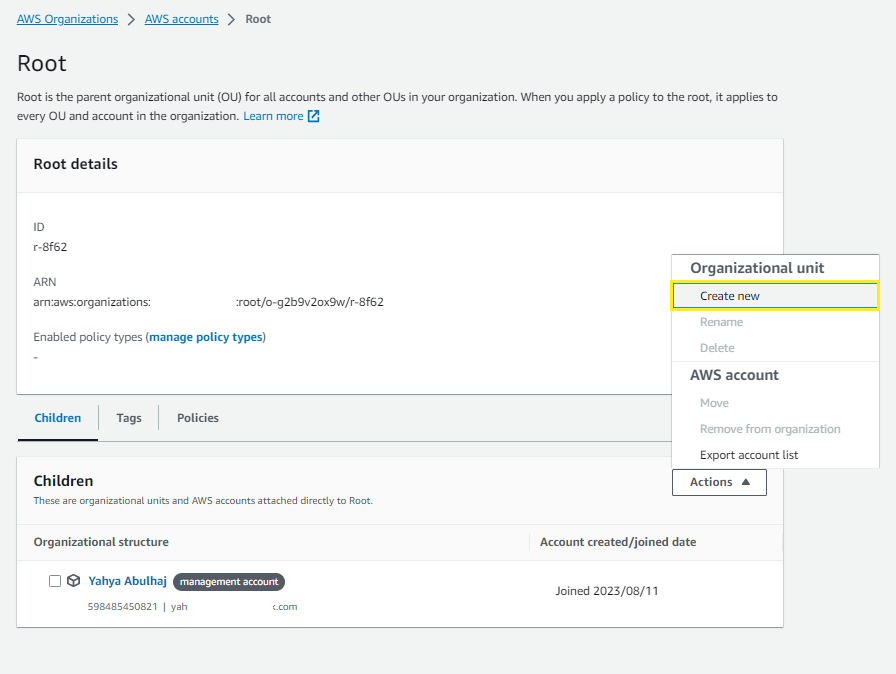 AWS Organizations > AWS accounts > Root
Root
Root is the parent organizational unit (OU) for all accounts and other OUs in your organization. When you apply a policy to the root, it applies to
every OU and account in the organization. Learn more
Root details
ID
r-8f62
ARN
arn:aws:organizations: :root/o-g2b9v2ox9w/r-8f62
Enabled policy types (manage policy types)
-
Organizational unit
Create new
Rename
Delete
AWS account
Move
Remove from organization
Export account list
Actions ▲
Children Tags Policies
Children
These are organizational units and AWS accounts attached directly to Root.
Organizational structure Account created/joined date
Yahya Abulhaj management account Joined 2023/08/11
598485450821 | yah .com